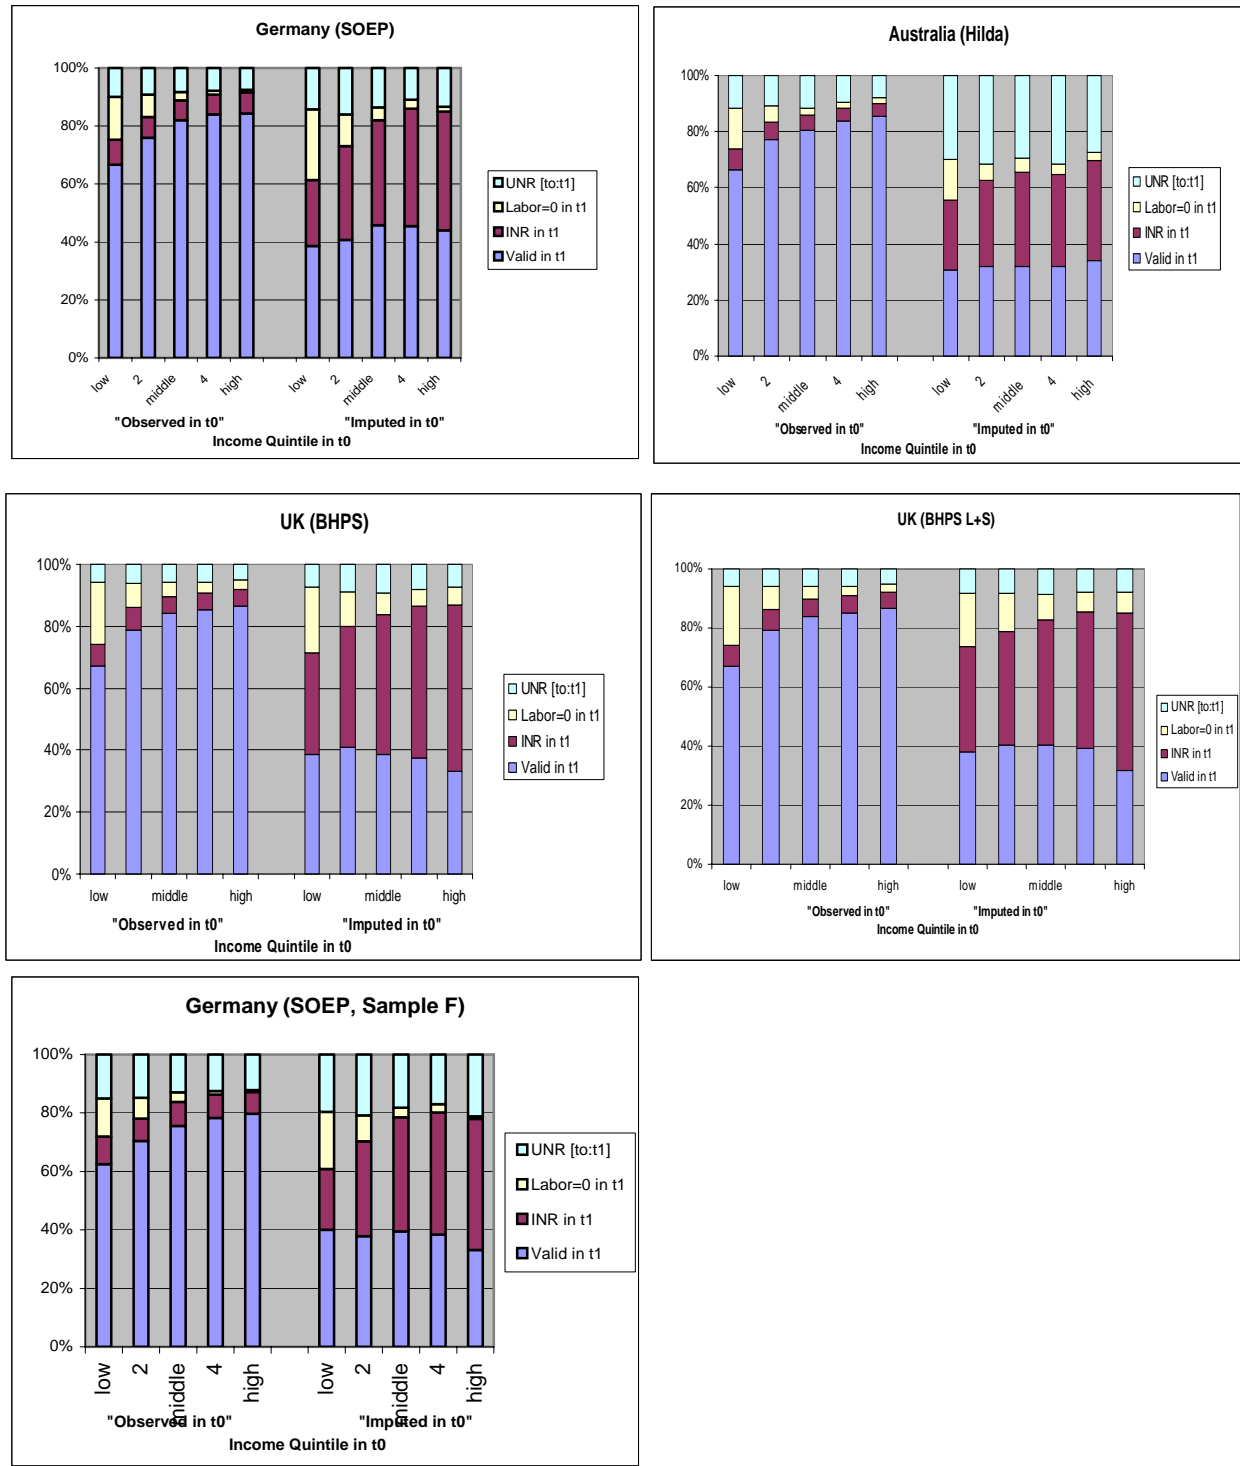 Germany (SOEP)
100%
80%
60%
40%
20%
0%
low 2 middle 4 high low 2 middle 4 high
"Observed in t0" "Imputed in t0"
Income Quintile in t0
UNR [to:t1]
Labor=0 in t1
INR in t1
Valid in t1
Australia (Hilda)
100%
80%
60%
40%
20%
0%
low 2 middle 4 high low 2 middle 4 high
"Observed in t0" "Imputed in t0"
Income Quintile in t0
UNR [to:t1]
Labor=0 in t1
INR in t1
Valid in t1
UK (BHPS)
100%
80%
60%
40%
20%
0%
low middle high low middle high
"Observed in t0" "Imputed in t0"
Income Quintile in t0
UNR [to:t1]
Labor=0 in t1
INR in t1
Valid in t1
UK (BHPS L+S)
100%
80%
60%
40%
20%
0%
low middle high low middle high
"Observed in t0" "Imputed in t0"
Income Quintile in t0
UNR [to:t1]
Labor=0 in t1
INR in t1
Valid in t1
Germany (SOEP, Sample F)
100%
80%
60%
40%
20%
0%
low 2 middle 4 high low 2 middle 4 high
"Observed in t0" "Imputed in t0"
Income Quintile in t0
UNR [to:t1]
Labor=0 in t1
INR in t1
Valid in t1